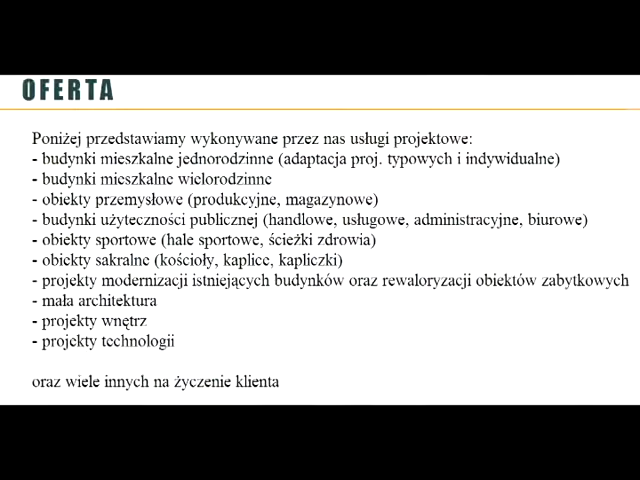 OFERTA
Poniżej przedstawiamy wykonywane przez nas usługi projektowe:
- budynki mieszkalne jednorodzinne (adaptacja proj. typowych i indywidualne)
- budynki mieszkalne wielorodzinne
- obiekty przemysłowe (produkcyjne, magazynowe)
- budynki użyteczności publicznej (handlowe, usługowe, administracyjne, biurowe)
- obiekty sportowe (hale sportowe, ścieżki zdrowia)
- obiekty sakralne (kościoły, kaplice, kapliczki)
- projekty modernizacji istniejących budynków oraz rewaloryzacji obiektów zabytkowych
- mała architektura
- projekty wnętrz
- projekty technologii
oraz wiele innych na życzenie klienta